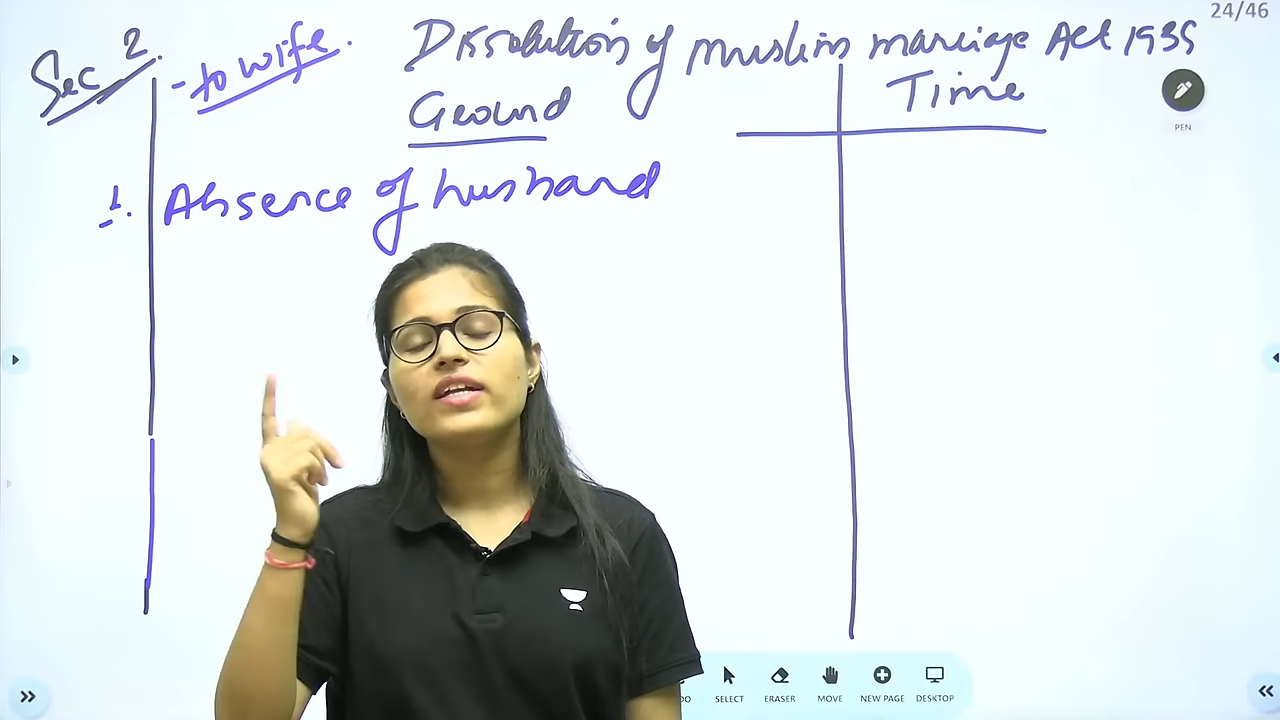 24/46
Sec 2. - to wife. Dissolution of muslim marriage Act 1939
Ground Time
PEN
1. Absence of husband
SELECT ERASER MOVE NEW PAGE DESKTOP